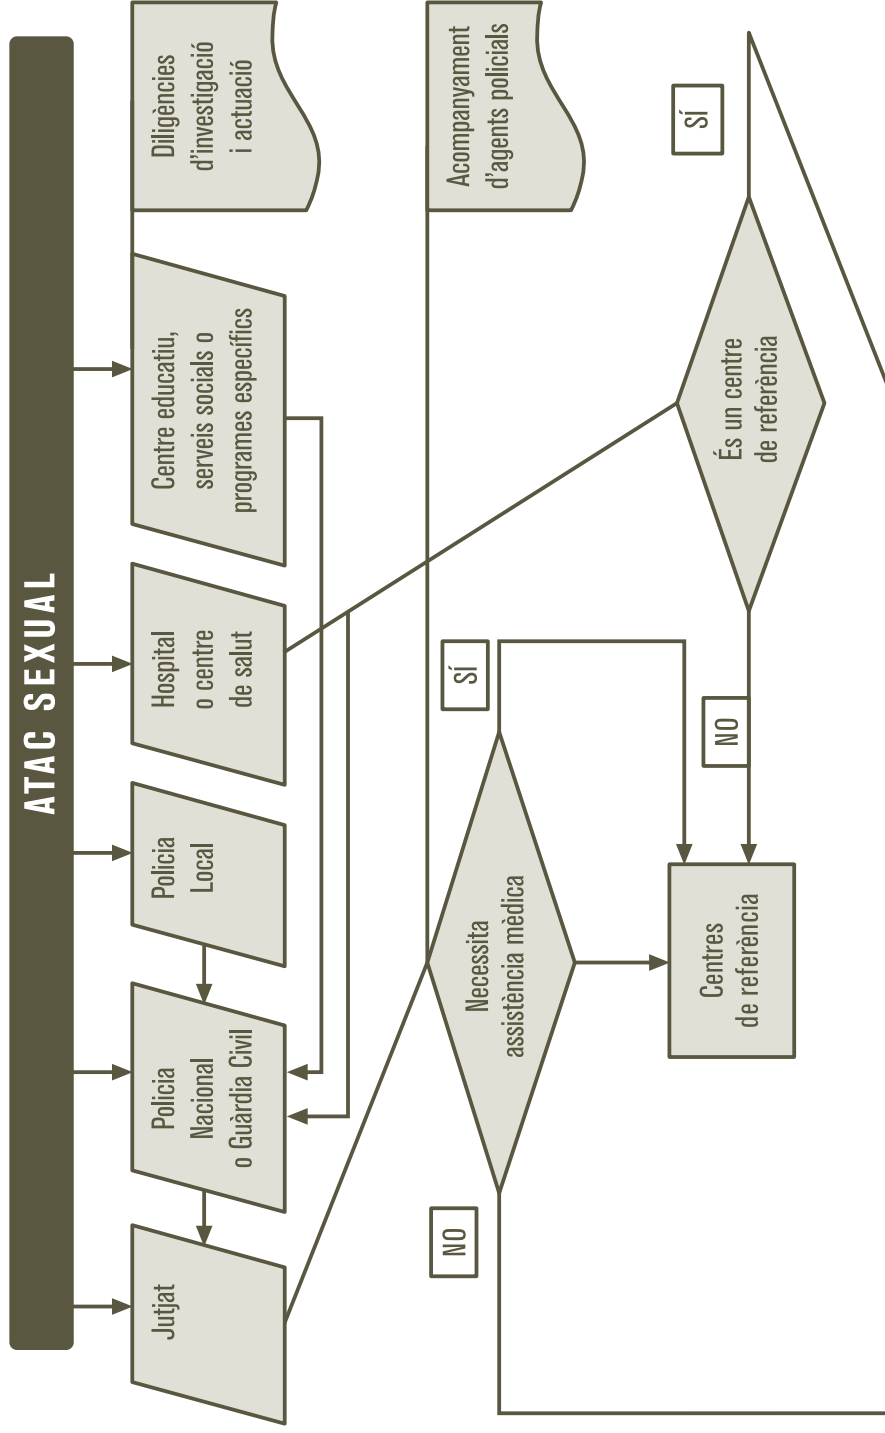 ATAC SEXUAL
Jutjat
Policia
Nacional
o Guàrdia Civil
Policia
Local
Hospital
o centre
de salut
Centre educatiu,
serveis socials o
programes específics
Diligències
d'investigació
i actuació
Acompanyament
d'agents policials
NO
Necessita
assistència mèdica
SÍ
És un centre
de referència
SÍ
NO
Centres
de referència